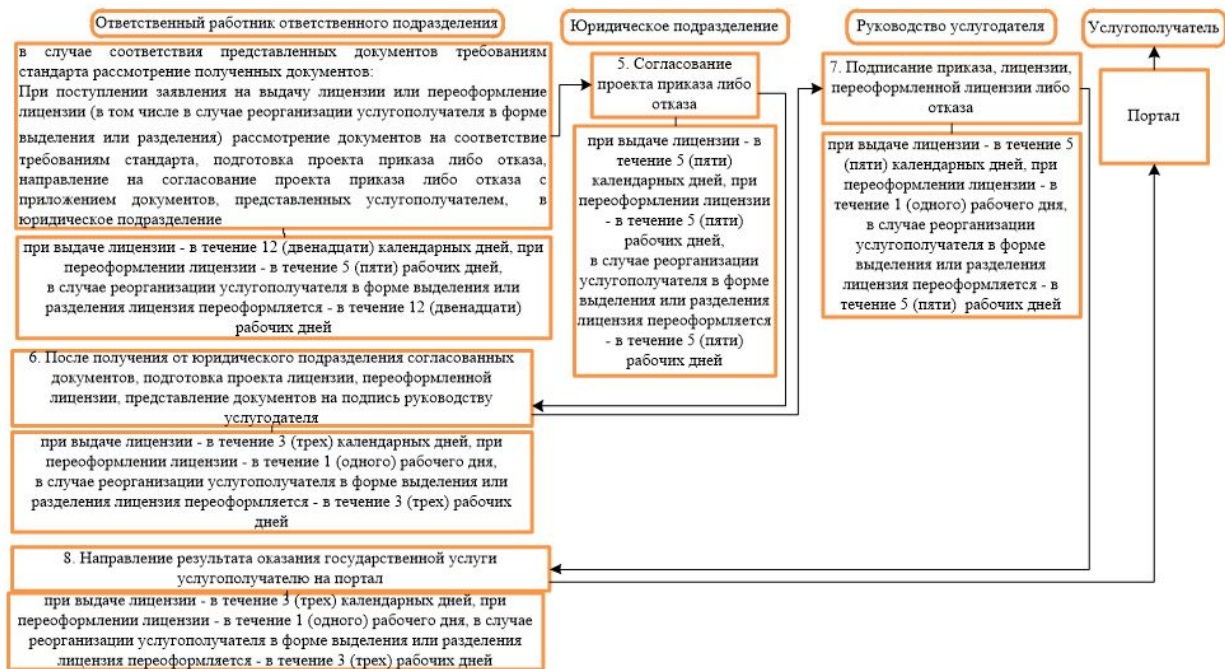 Ответственный работник ответственного подразделения
в случае соответствия представленных документов требованиям
стандарта рассмотрение полученных документов:
При поступлении заявления на выдачу лицензии или переоформление
лицензии (в том числе в случае реорганизации услугополучателя в форме
выделения или разделения) рассмотрение документов на соответствие
требованиям стандарта, подготовка проекта приказа либо отказа,
направление на согласование проекта приказа либо отказа с
приложением документов, представленных услугополучателем, в
юридическое подразделение
при выдаче лицензии - в течение 12 (двенадцати) календарных дней, при
переоформлении лицензии - в течение 5 (пяти) рабочих дней,
в случае реорганизации услугополучателя в форме выделения или
разделения лицензия переоформляется - в течение 12 (двенадцати)
рабочих дней
Юридическое подразделение
5. Согласование
проекта приказа либо
отказа
при выдаче лицензии - в
течение 5 (пяти)
календарных дней, при
переоформлении лицензии
- в течение 5 (пяти)
рабочих дней,
в случае реорганизации
услугополучателя в форме
выделения или разделения
лицензия переоформляется
- в течение 5 (пяти)
рабочих дней
6. После получения от юридического подразделения согласованных
документов, подготовка проекта лицензии, переоформленной
лицензии, представление документов на подпись руководству
услугодателя
при выдаче лицензии - в течение 3 (трех) календарных дней, при
переоформлении лицензии - в течение 1 (одного) рабочего дня,
в случае реорганизации услугополучателя в форме выделения или
разделения лицензия переоформляется - в течение 3 (трех) рабочих
дней
Руководство услугодателя
7. Подписание приказа, лицензии,
переоформленной лицензии либо
отказа
при выдаче лицензии - в течение 5
(пяти) календарных дней, при
переоформлении лицензии - в
течение 1 (одного) рабочего дня,
в случае реорганизации
услугополучателя в форме
выделения или разделения
лицензия переоформляется - в
течение 5 (пяти) рабочих дней
8. Направление результата оказания государственной услуги
услугополучателю на портал
при выдаче лицензии - в течение 3 (трех) календарных дней, при
переоформлении лицензии - в течение 1 (одного) рабочего дня, в случае
реорганизации услугополучателя в форме выделения или разделения
лицензия переоформляется - в течение 3 (трех) рабочих дней
Услугополучатель
Портал